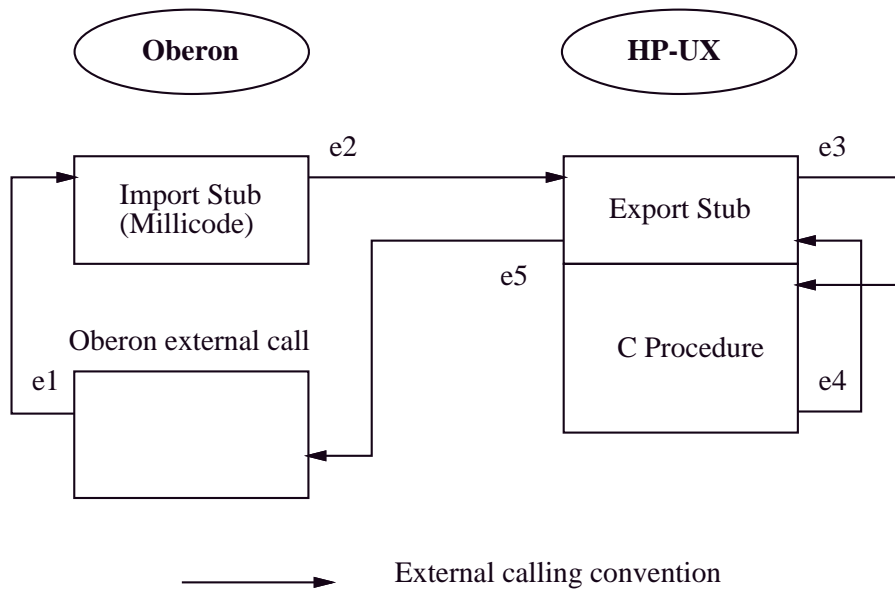 Oberon
HP-UX
e2
e3
Import Stub
(Millicode)
Export Stub
e5
Oberon external call
C Procedure
e1
e4
External calling convention